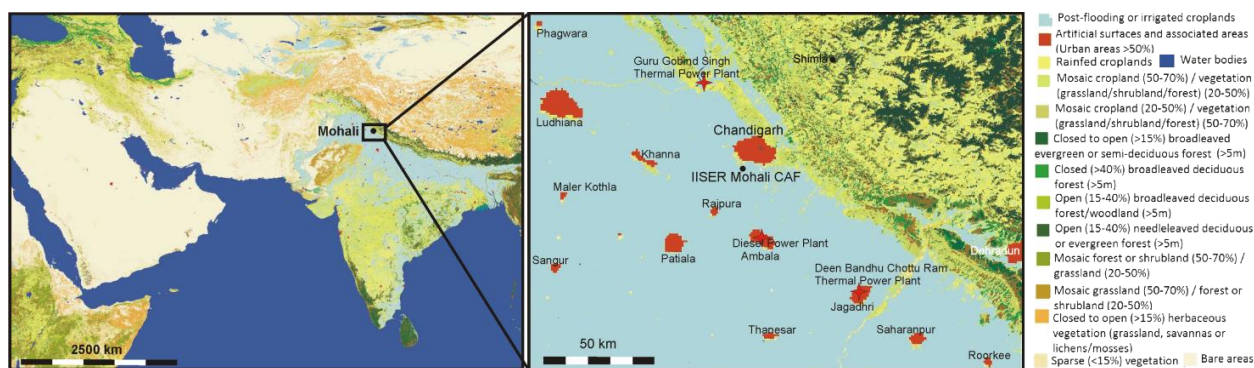 Mohali
2500 km
Phagwara
Guru Gobind Singh
Thermal Power Plant
Shimla
Ludhiana
Chandigarh
Khanna
IISER Mohali CAF
Maler Kothla
Rajpura
Patiala
Diesel Power Plant
Ambala
Sangur
Deen Bandhu Chottu Ram
Thermal Power Plant
Dehradun
Jagadhri
Thanesar
Saharanpur
Roorkee
50 km
Post-flooding or irrigated croplands
Artificial surfaces and associated areas
(Urban areas >50%)
Rainfed croplands
Water bodies
Mosaic cropland (50-70%) / vegetation
(grassland/shrubland/forest) (20-50%)
Mosaic cropland (20-50%) / vegetation
(grassland/shrubland/forest) (50-70%)
Closed to open (>15%) broadleaved
evergreen or semi-deciduous forest (>5m)
Closed (>40%) broadleaved deciduous
forest (>5m)
Open (15-40%) broadleaved deciduous
forest/woodland (>5m)
Open (15-40%) needleleaved deciduous
or evergreen forest (>5m)
Mosaic forest or shrubland (50-70%) /
grassland (20-50%)
Mosaic grassland (50-70%) / forest or
shrubland (20-50%)
Closed to open (>15%) herbaceous
vegetation (grassland, savannas or
lichens/mosses)
Sparse (<15%) vegetation
Bare areas